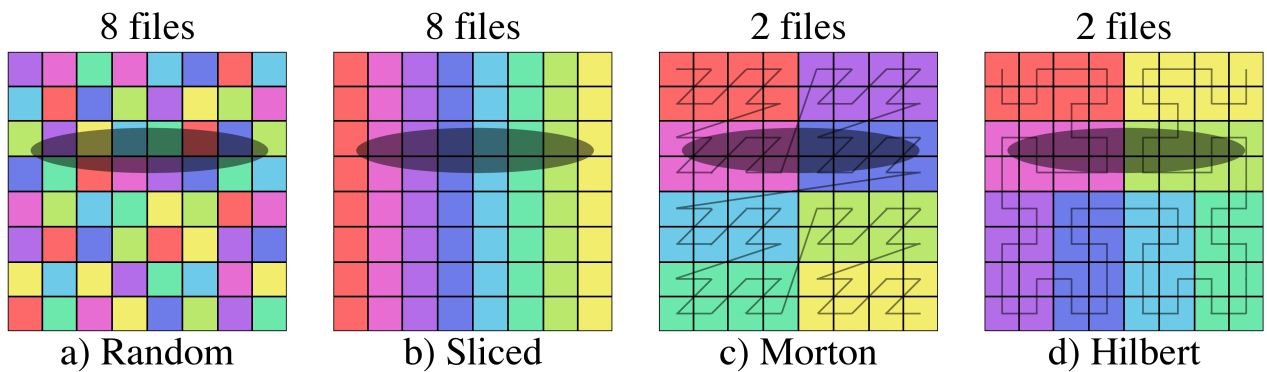 8 files
8 files
2 files
2 files
a) Random
b) Sliced
c) Morton
d) Hilbert